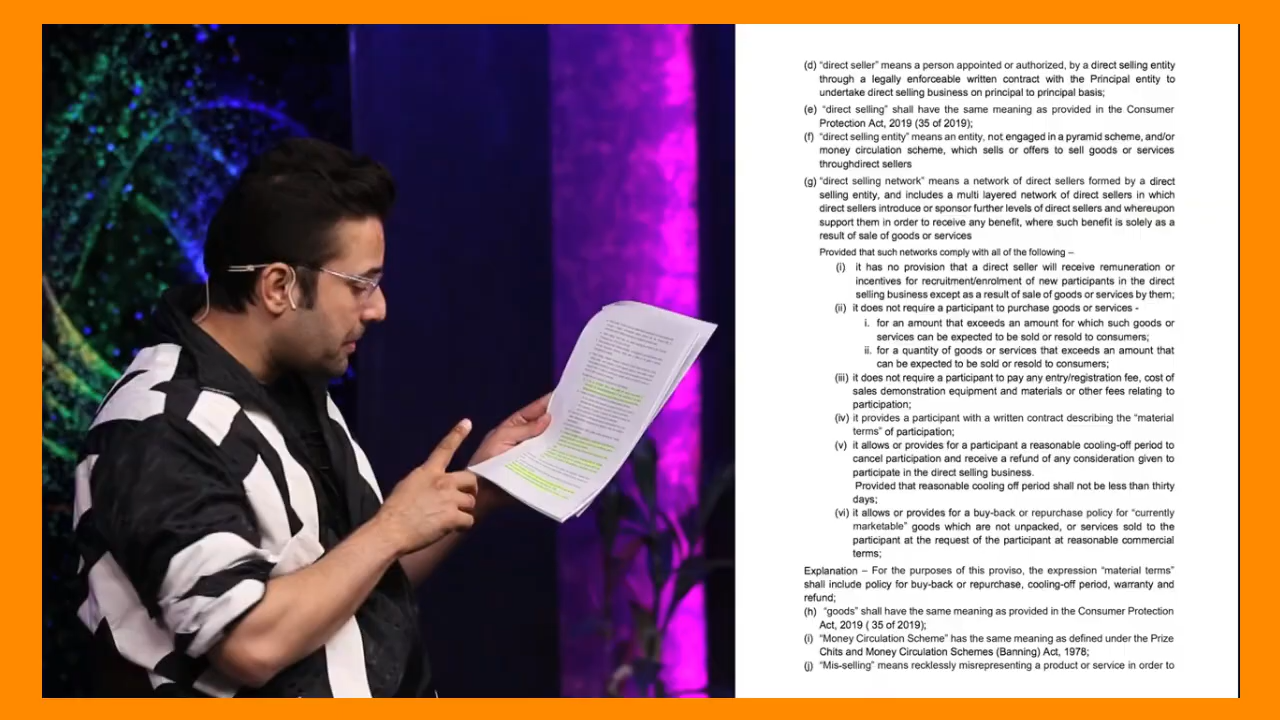 (d) “direct seller” means a person appointed or authorized, by a direct selling entity
through a legally enforceable written contract with the Principal entity to
undertake direct selling business on principal to principal basis;
(e) “direct selling” shall have the same meaning as provided in the Consumer
Protection Act, 2019 (35 of 2019);
(f) “direct selling entity” means an entity, not engaged in a pyramid scheme, and/or
money circulation scheme, which sells or offers to sell goods or services
throughdirect sellers
(g) “direct selling network” means a network of direct sellers formed by a direct
selling entity, and includes a multi layered network of direct sellers in which
direct sellers introduce or sponsor further levels of direct sellers and whereupon
support them in order to receive any benefit, where such benefit is solely as a
result of sale of goods or services
Provided that such networks comply with all of the following –
(i) it has no provision that a direct seller will receive remuneration or
incentives for recruitment/enrolment of new participants in the direct
selling business except as a result of sale of goods or services by them;
(ii) it does not require a participant to purchase goods or services -
i. for an amount that exceeds an amount for which such goods or
services can be expected to be sold or resold to consumers;
ii. for a quantity of goods or services that exceeds an amount that
can be expected to be sold or resold to consumers;
(iii) it does not require a participant to pay any entry/registration fee, cost of
sales demonstration equipment and materials or other fees relating to
participation;
(iv) it provides a participant with a written contract describing the “material
terms” of participation;
(v) it allows or provides for a participant a reasonable cooling-off period to
cancel participation and receive a refund of any consideration given to
participate in the direct selling business.
Provided that reasonable cooling off period shall not be less than thirty
days;
(vi) it allows or provides for a buy-back or repurchase policy for “currently
marketable” goods which are not unpacked, or services sold to the
participant at the request of the participant at reasonable commercial
terms;
Explanation – For the purposes of this proviso, the expression “material terms”
shall include policy for buy-back or repurchase, cooling-off period, warranty and
refund;
(h) “goods” shall have the same meaning as provided in the Consumer Protection
Act, 2019 ( 35 of 2019);
(i) “Money Circulation Scheme” has the same meaning as defined under the Prize
Chits and Money Circulation Schemes (Banning) Act, 1978;
(j) “Mis-selling” means recklessly misrepresenting a product or service in order to